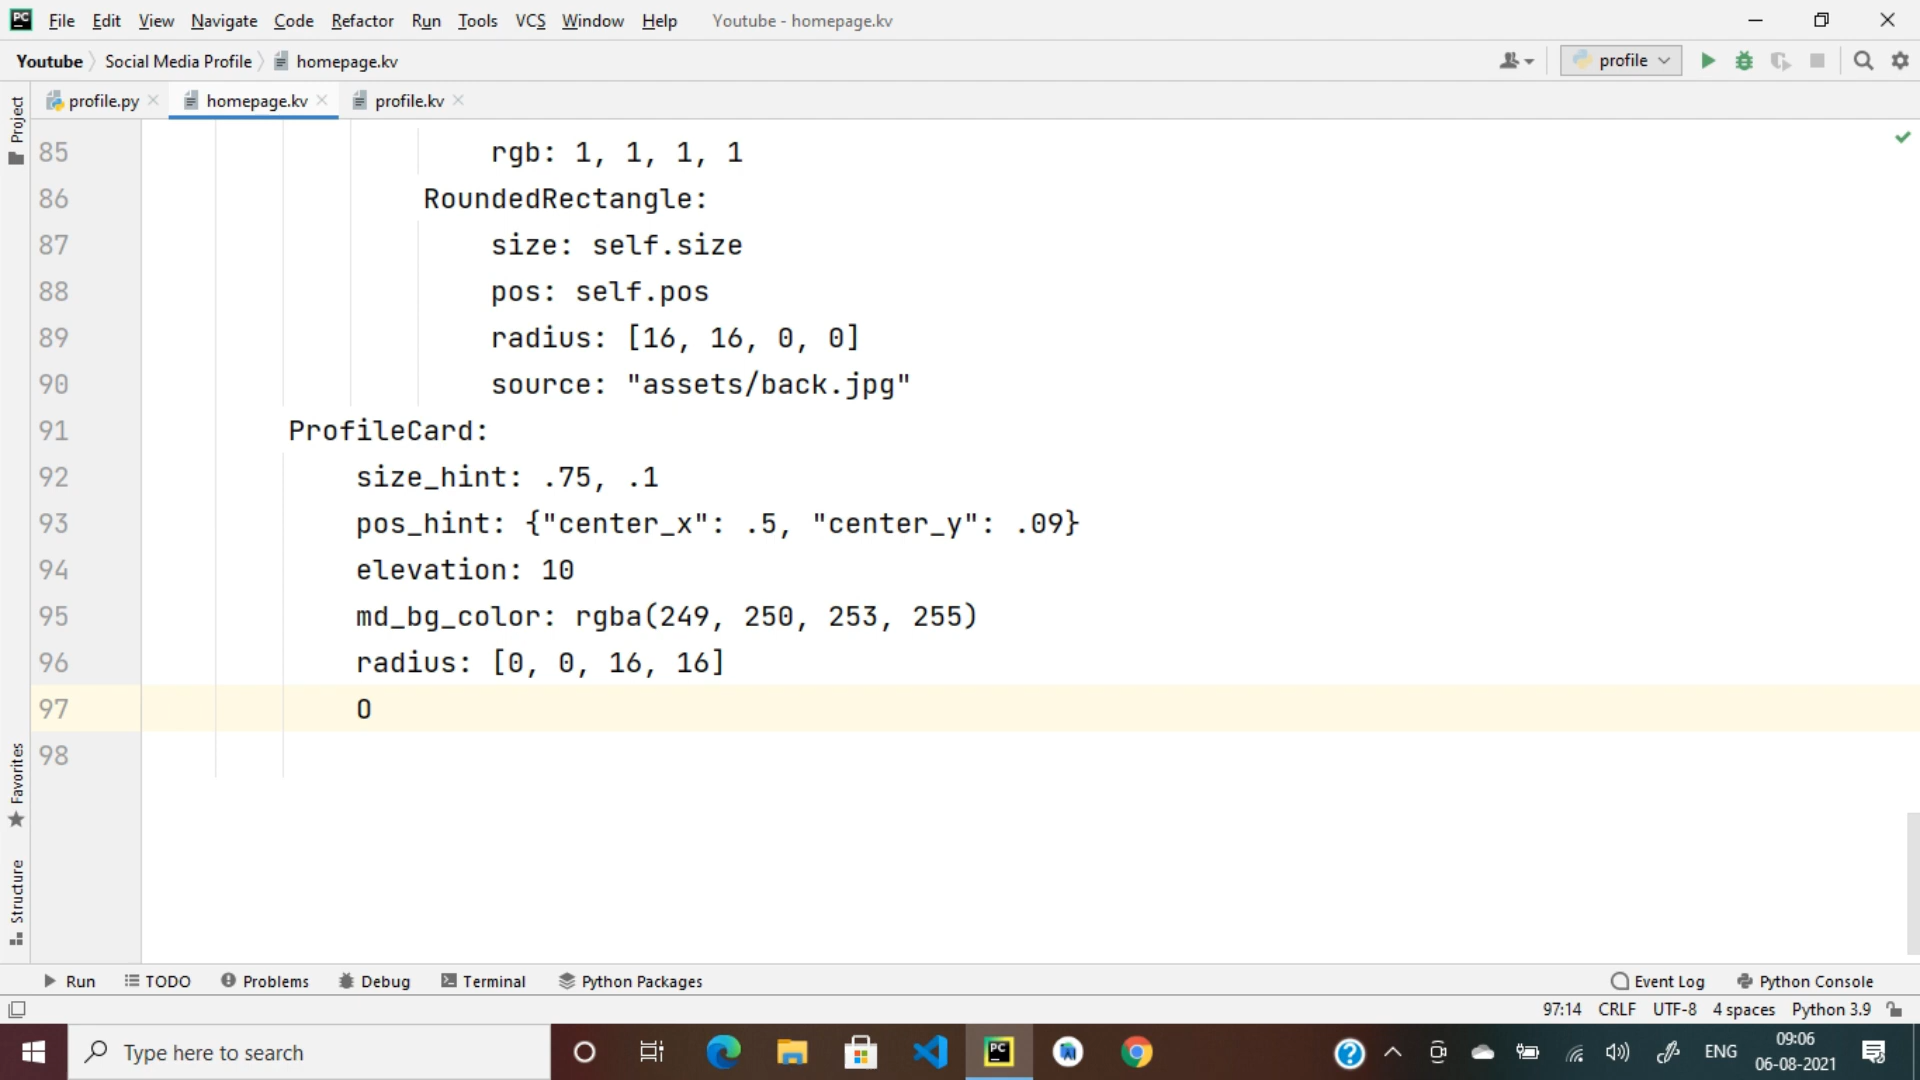 PC File Edit View Navigate Code Refactor Run Tools VCS Window Help Youtube - homepage.kv
Youtube Social Media Profile homepage.kv profile
profile.py homepage.kv profile.kv
Project
85 rgb: 1, 1, 1, 1
86 RoundedRectangle:
87 size: self.size
88 pos: self.pos
89 radius: [16, 16, 0, 0]
90 source: "assets/back.jpg"
91 ProfileCard:
92 size_hint: .75, .1
93 pos_hint: {"center_x": .5, "center_y": .09}
94 elevation: 10
95 md_bg_color: rgba(249, 250, 253, 255)
96 radius: [0, 0, 16, 16]
97 O
98
Favorites
Structure
Run TODO Problems Debug Terminal Python Packages Event Log Python Console
97:14 CRLF UTF-8 4 spaces Python 3.9
Type here to search PC ENG 09:06
06-08-2021